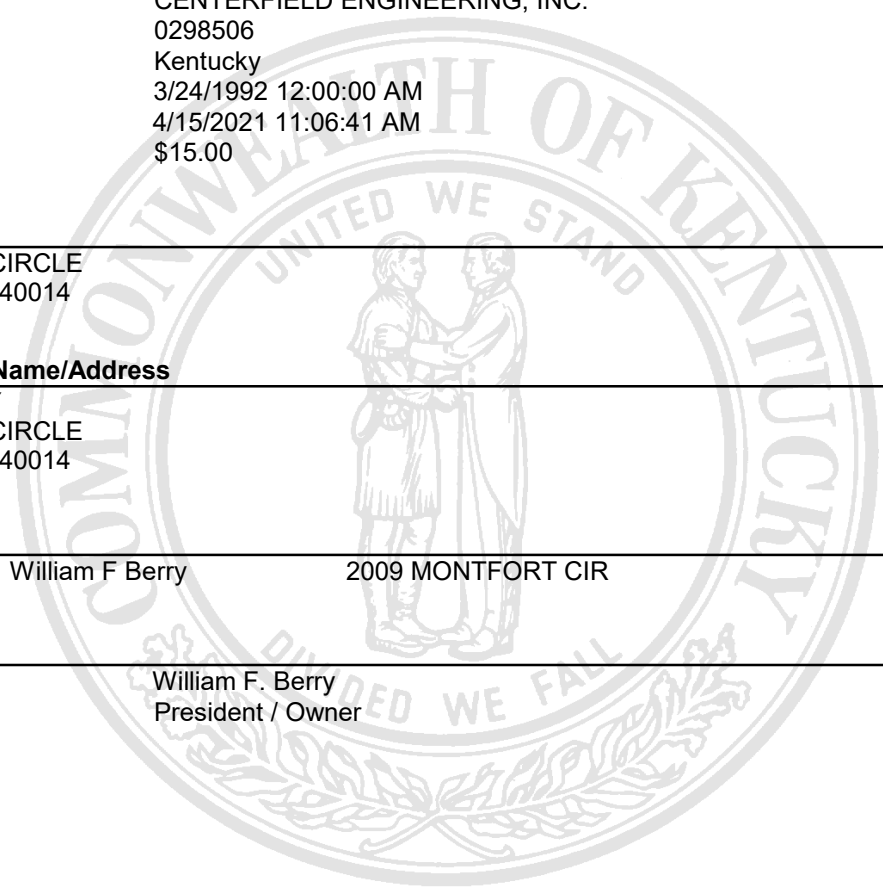 CENTERFIELD ENGINEERING, INC.
0298506
Kentucky
3/24/1992 12:00:00 AM
4/15/2021 11:06:41 AM
$15.00
CIRCLE
40014
Name/Address
CIRCLE
40014
William F Berry 2009 MONTFORT CIR
William F. Berry
President / Owner
COMMONWEALTH OF KENTUCKY
UNITED WE STAND
DIVIDED WE FALL